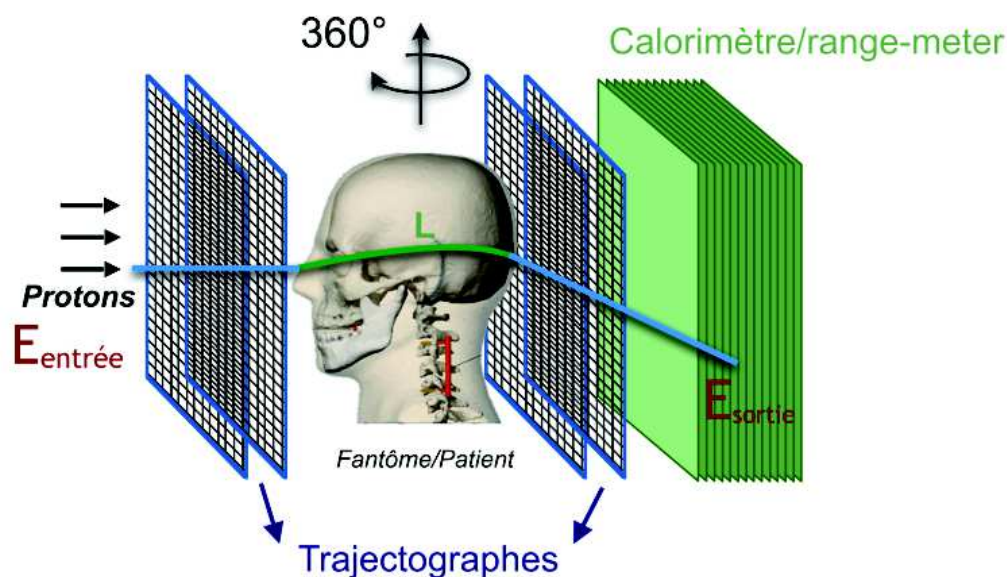 360°
Calorimètre/range-meter
L
Protons
Eentrée
Esortie
Fantôme/Patient
Trajectographes